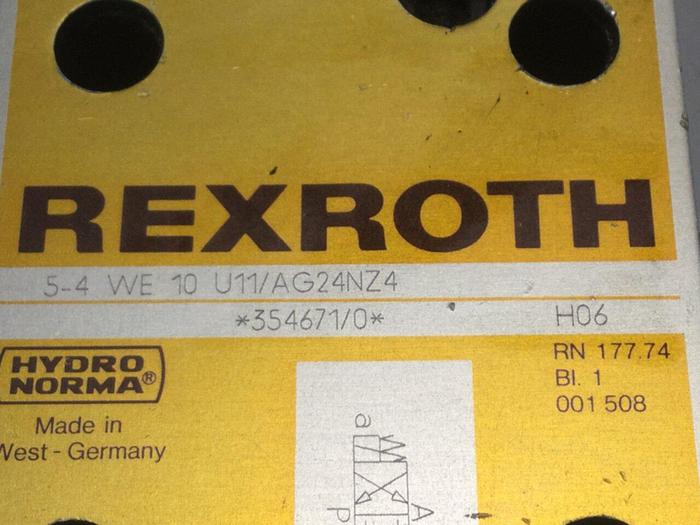 REXROTH
5-4 WE 10 U11/AG24NZ4
*354671/0*
H06
HYDRO
NORMA®
RN 177.74
Bl. 1
001 508
Made in
West - Germany
a
A
P